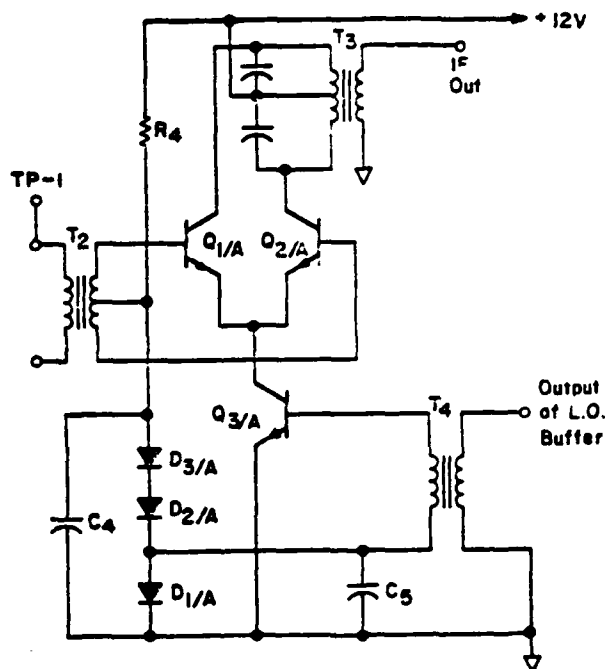 +12V
T3
IF
Out
R4
TP-1
T2
Q1/A
Q2/A
Q3/A
T4
Output
of L.O.
Buffer
D3/A
D2/A
C4
D1/A
C5